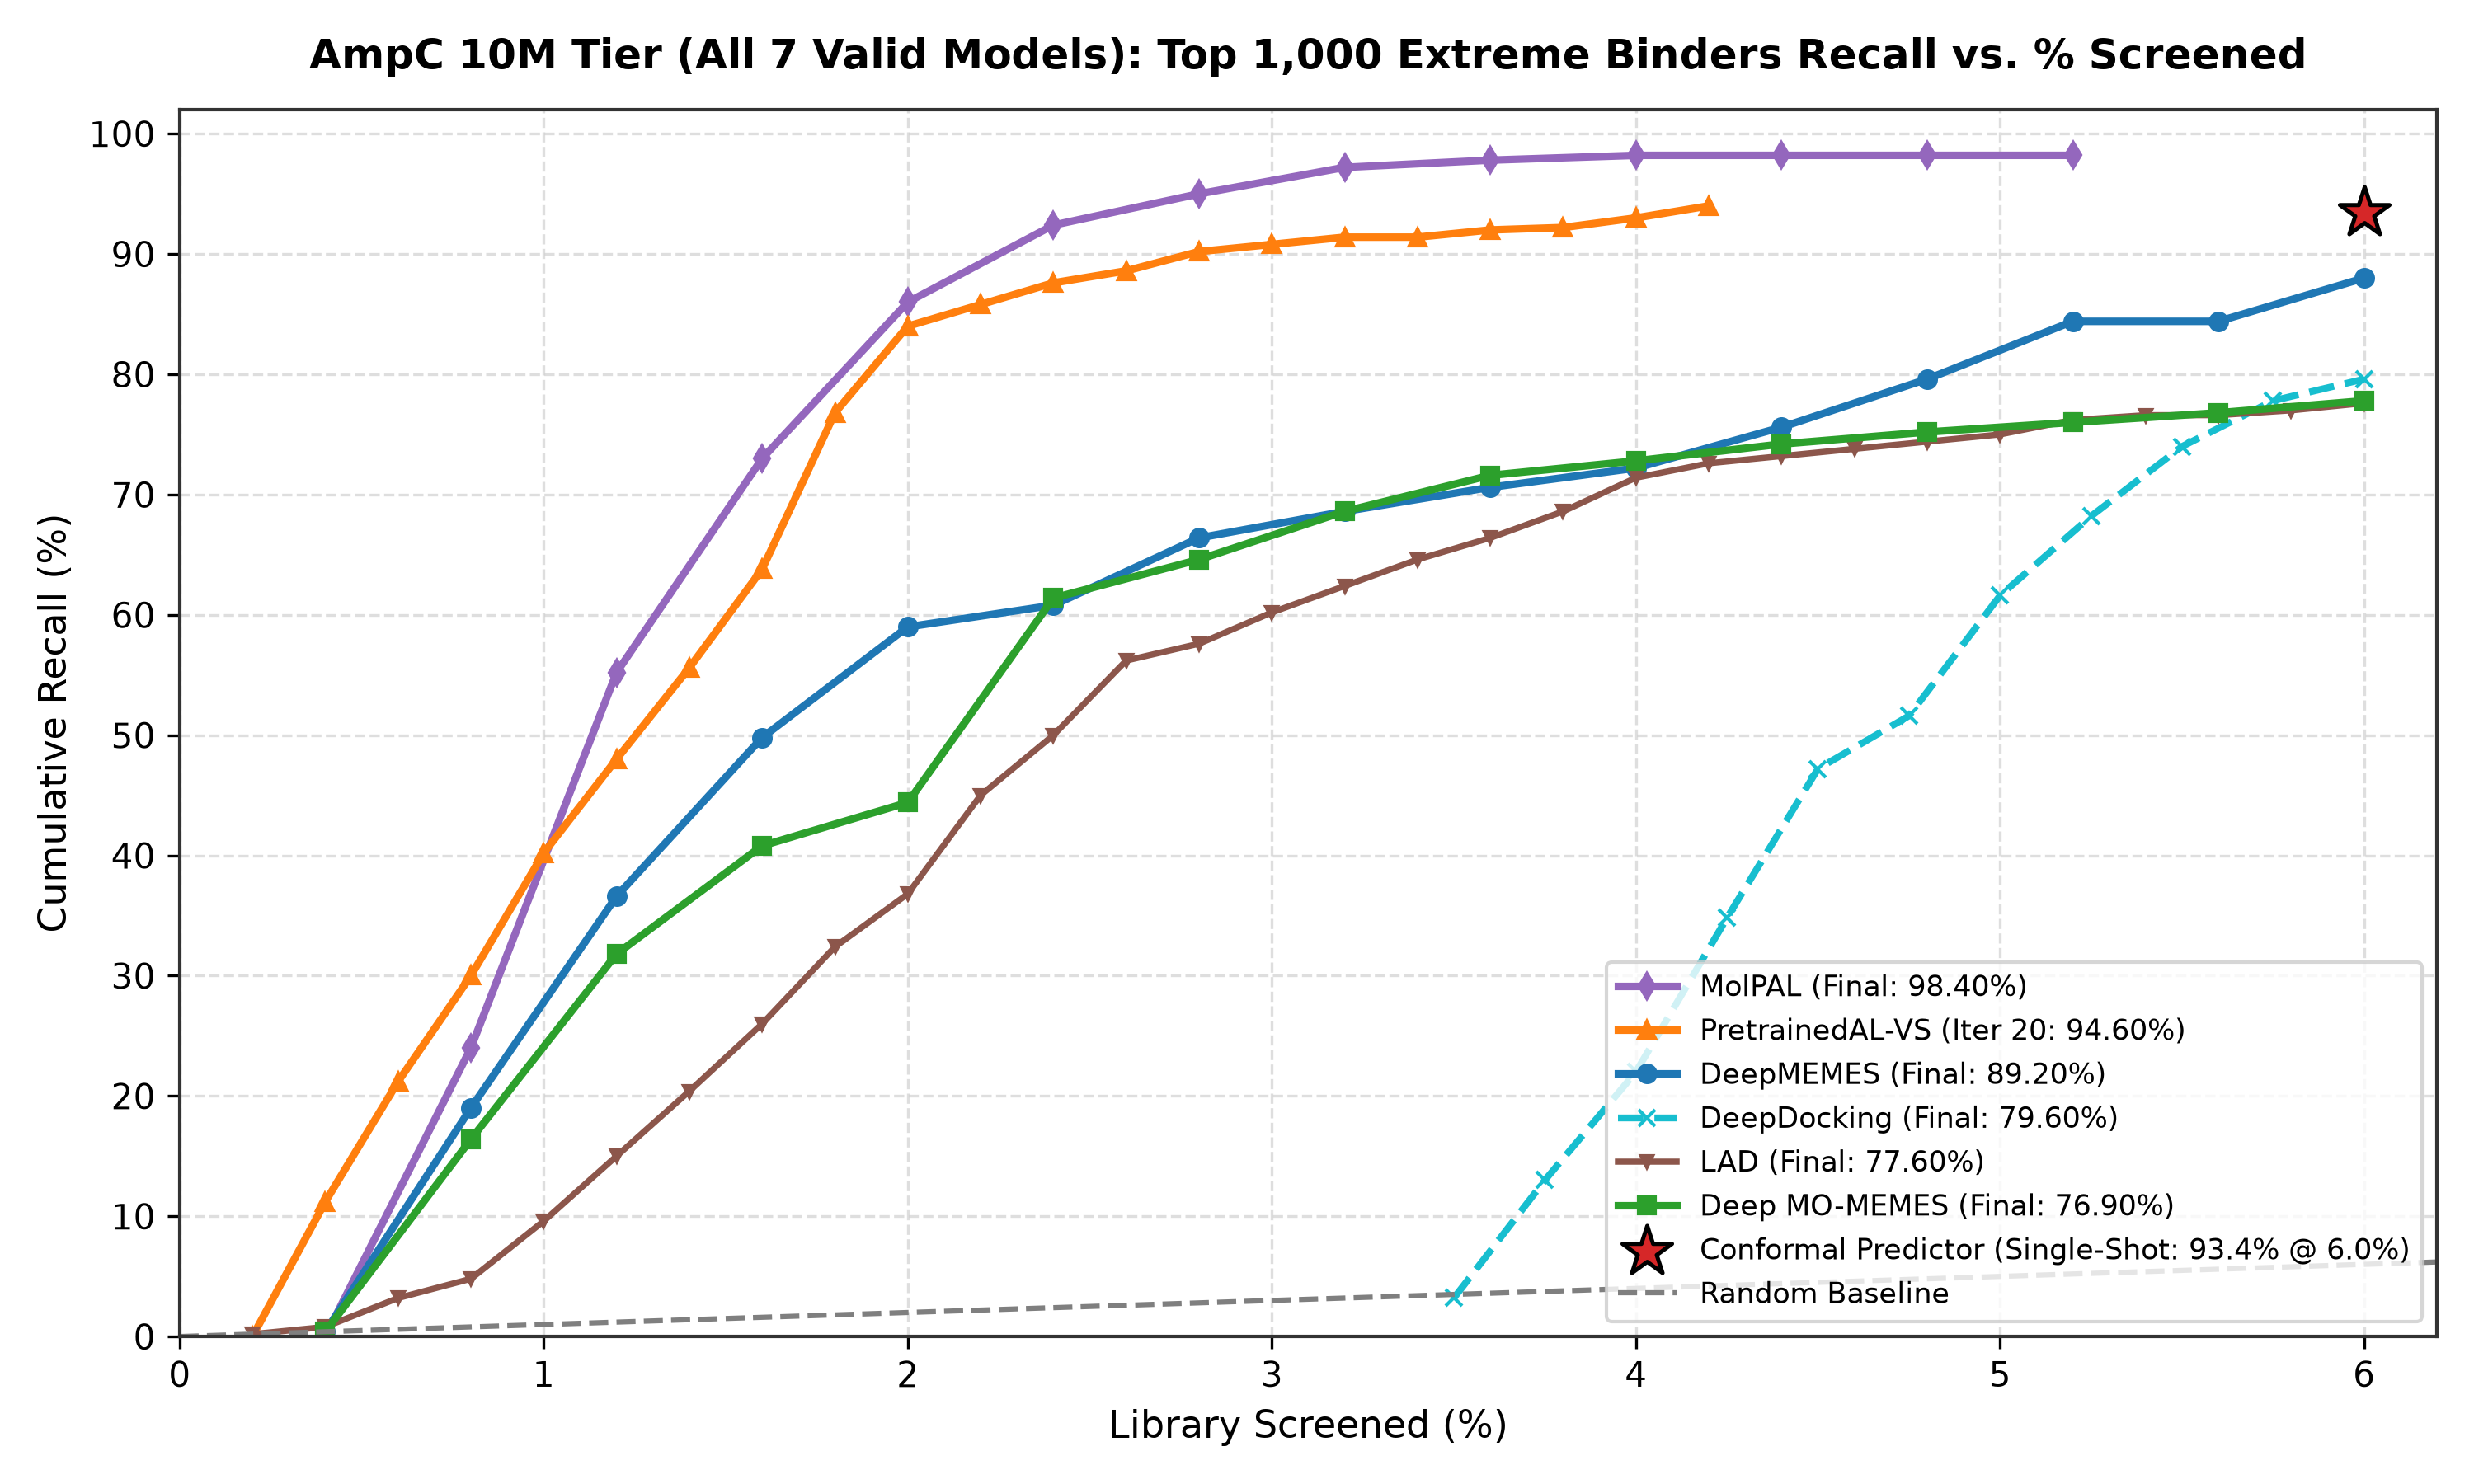 AmpC 10M Tier (All 7 Valid Models): Top 1,000 Extreme Binders Recall vs. % Screened
Cumulative Recall (%)
100
90
80
70
60
50
40
30
20
10
0
0 1 2 3 4 5 6
Library Screened (%)
MolPAL (Final: 98.40%)
PretrainedAL-VS (Iter 20: 94.60%)
DeepMEMES (Final: 89.20%)
DeepDocking (Final: 79.60%)
LAD (Final: 77.60%)
Deep MO-MEMES (Final: 76.90%)
Conformal Predictor (Single-Shot: 93.4% @ 6.0%)
Random Baseline